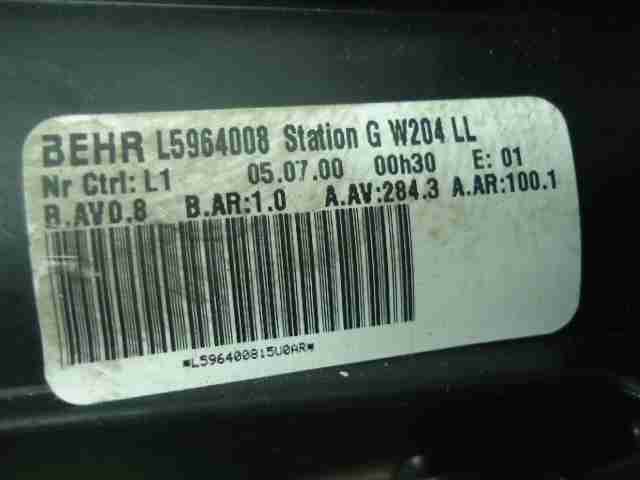 BEHR L5964008 Station G W204 LL
Nr Ctrl: L1 05.07.00 00h30 E: 01
B.AV0.8 B.AR:1.0 A.AV:284.3 A.AR:100.1
*L596400815U0AR*